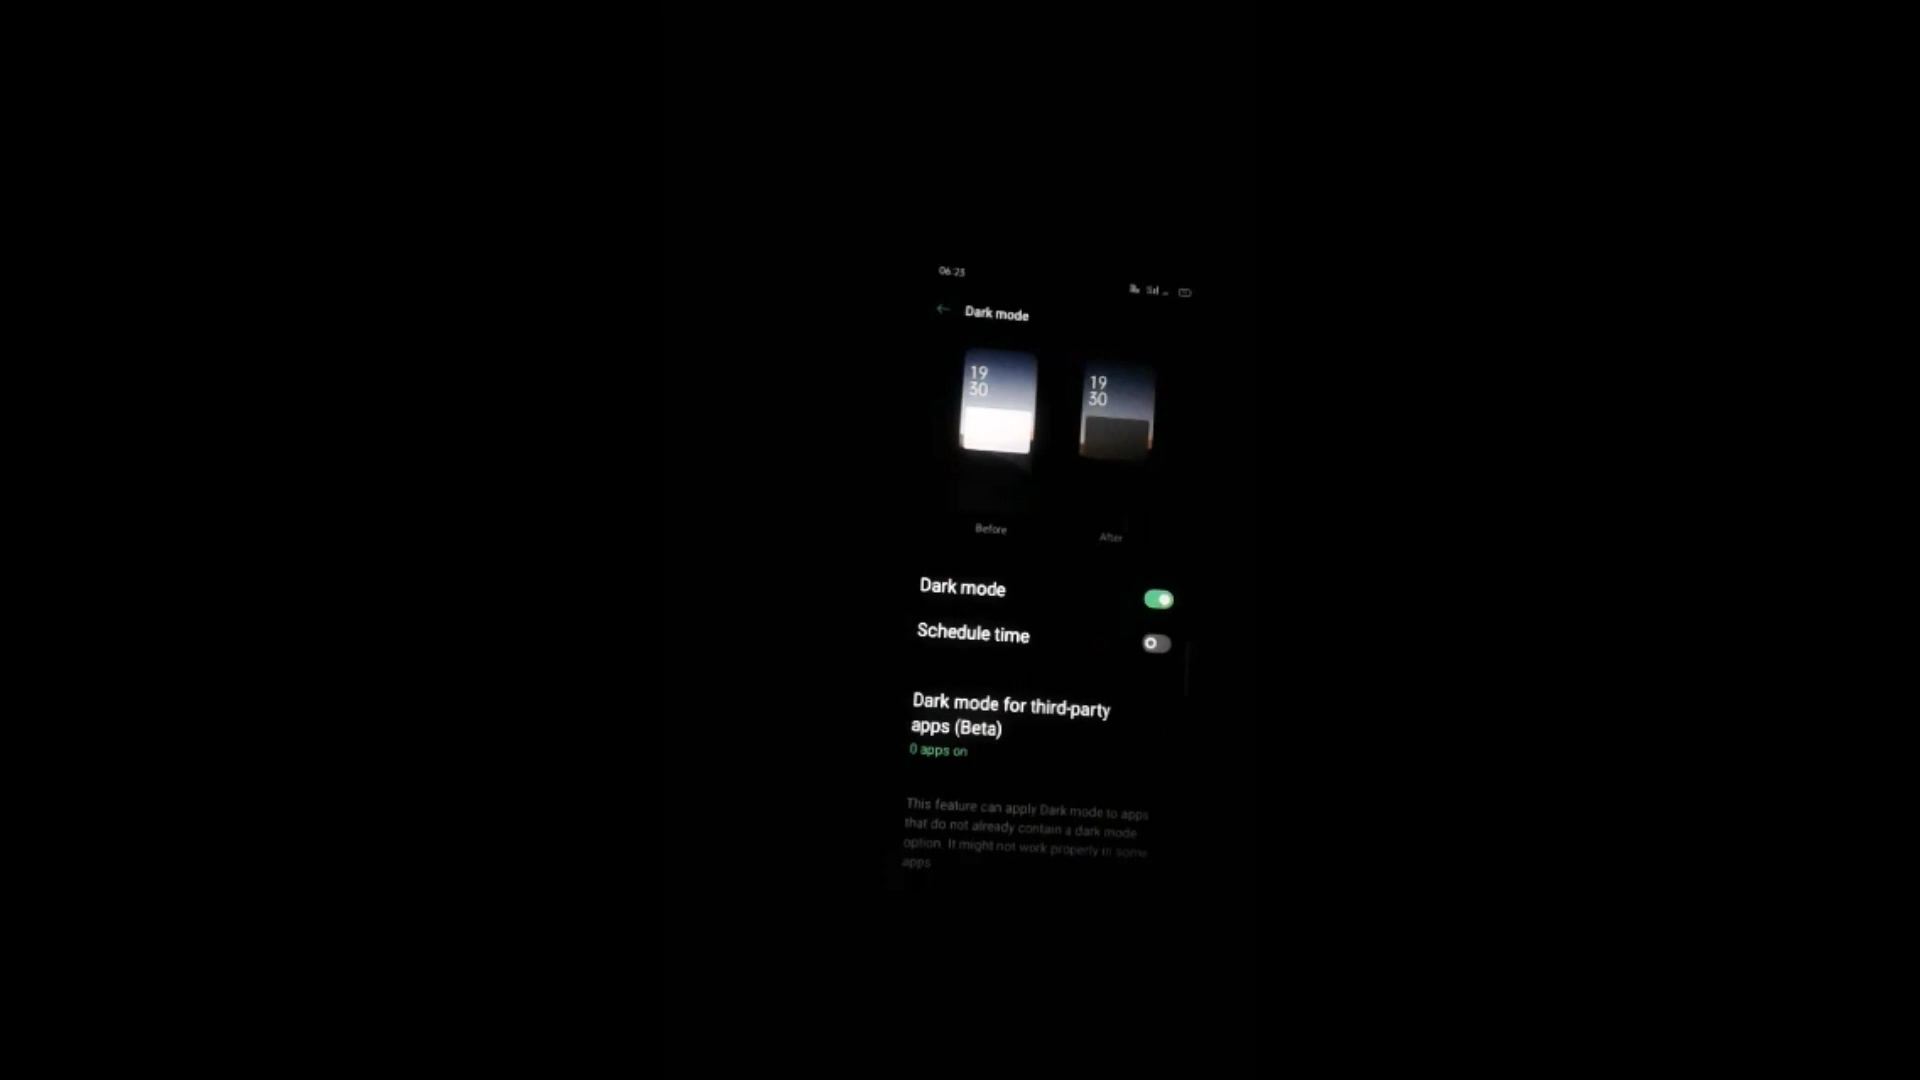 06:23
Dark mode
19
30
19
30
Before
After
Dark mode
Schedule time
Dark mode for third-party
apps (Beta)
0 apps on
This feature can apply Dark mode to apps
that do not already contain a dark mode
option. It might not work properly in some
apps